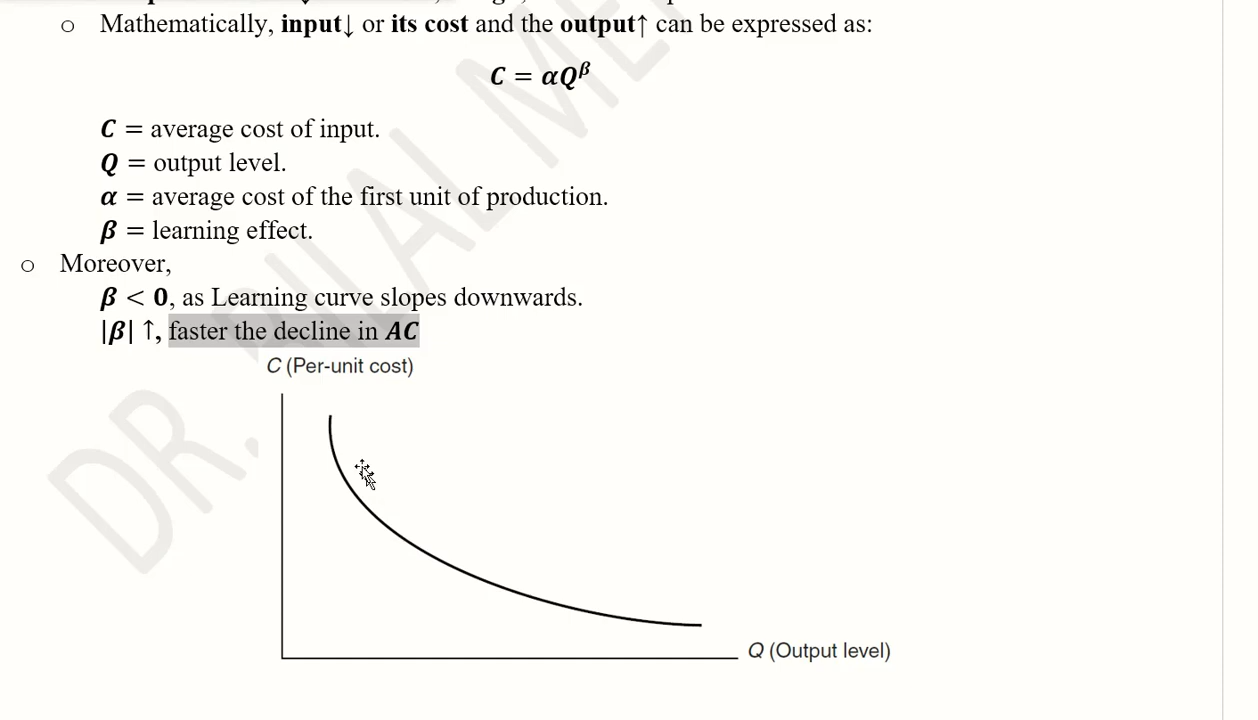 o Mathematically, input↓ or its cost and the output↑ can be expressed as:
C = αQ^β
C = average cost of input.
Q = output level.
α = average cost of the first unit of production.
β = learning effect.
o Moreover,
β < 0, as Learning curve slopes downwards.
|β| ↑, faster the decline in AC
C (Per-unit cost)
Q (Output level)
DR.